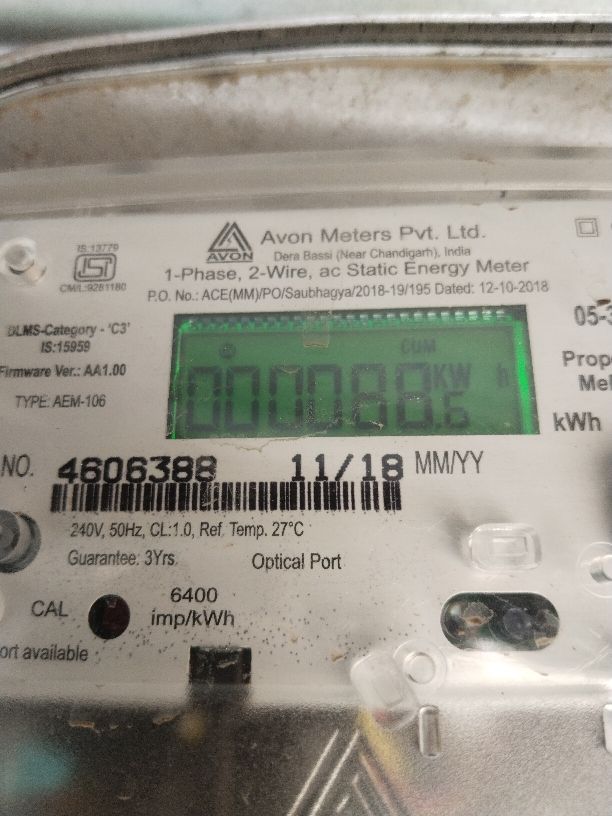 Avon Meters Pvt. Ltd.
AVON
Dera Bassi (Near Chandigarh), India
1-Phase, 2-Wire, ac Static Energy Meter
P.O. No.: ACE(MM)/PO/Saubhagya/2018-19/195 Dated: 12-10-2018
IS:13779
ISI
CM/L:9281180
DLMS-Category - 'C3'
IS:15959
Firmware Ver.: AA1.00
TYPE: AEM-106
CUM
000088.6 KW h
05-3
Prope
Me
kWh
NO. 4606388 11/18 MM/YY
240V, 50Hz, CL:1.0, Ref. Temp. 27°C
Guarantee: 3Yrs.
Optical Port
CAL
6400
imp/kWh
ort available